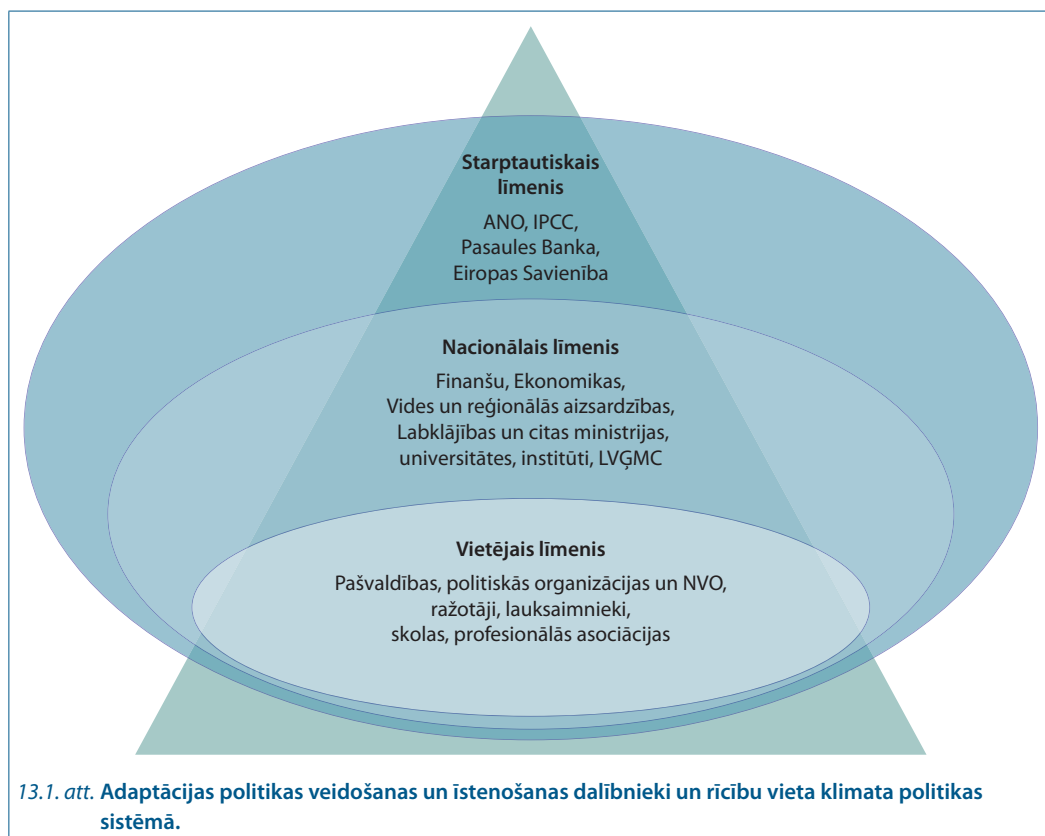 Starptautiskais
līmenis
ANO, IPCC,
Pasaules Banka,
Eiropas Savienība
Nacionālais līmenis
Finanšu, Ekonomikas,
Vides un reģionālās aizsardzības,
Labklājības un citas ministrijas,
universitātes, institūti, LVĢMC
Vietējais līmenis
Pašvaldības, politiskās organizācijas un NVO,
ražotāji, lauksaimnieki,
skolas, profesionālās asociācijas
13.1. att. Adaptācijas politikas veidošanas un īstenošanas dalībnieki un rīcību vieta klimata politikas
sistēmā.